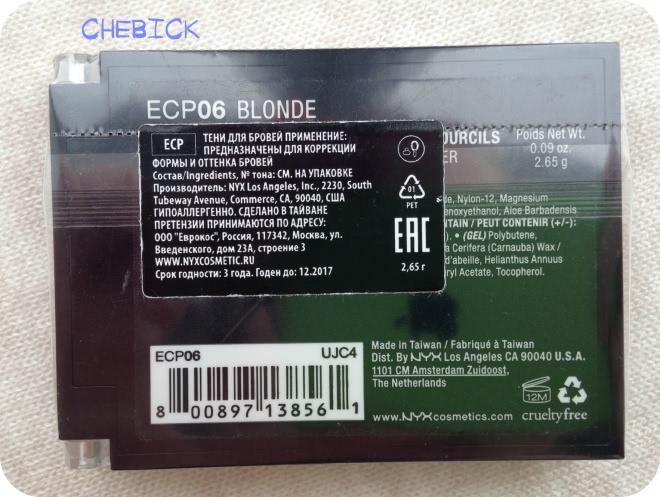 CHEBICK
ECP06 BLONDE
OURCILS
ER
Poids Net Wt.
0.09 oz.
2.65 g
ECP
ТЕНИ ДЛЯ БРОВЕЙ ПРИМЕНЕНИЕ:
ПРЕДНАЗНАЧЕНЫ ДЛЯ КОРРЕКЦИИ
ФОРМЫ И ОТТЕНКА БРОВЕЙ
Состав/Ingredients, № тона: СМ. НА УПАКОВКЕ
Производитель: NYX Los Angeles, Inc., 2230, South
Tubeway Avenue, Commerce, CA, 90040, США
ГИПОАЛЛЕРГЕННО. СДЕЛАНО В ТАЙВАНЕ
ПРЕТЕНЗИИ ПРИНИМАЮТСЯ ПО АДРЕСУ:
ООО "Еврокос", Россия, 117342, Москва, ул.
Введенского, дом 23А, строение 3
WWW.NYXCOSMETIC.RU
Срок годности: 3 года. Годен до: 12.2017
01
PET
EAC
2,65 г
de, Nylon-12, Magnesium
enoxyethanol, Aloe Barbadensis
NTAIN / PEUT CONTENIR (+/-):
). • (GEL) Polybutene,
a Cerifera (Carnauba) Wax /
d'abeille, Helianthus Annuus
ryl Acetate, Tocopherol.
ECP06 UJC4
8 00897 13856 1
Made in Taiwan / Fabriqué à Taiwan
Dist. By NYX Los Angeles CA 90040 U.S.A.
1101 CM Amsterdam Zuidoost,
The Netherlands
12M
www.NYXcosmetics.com crueltyfree